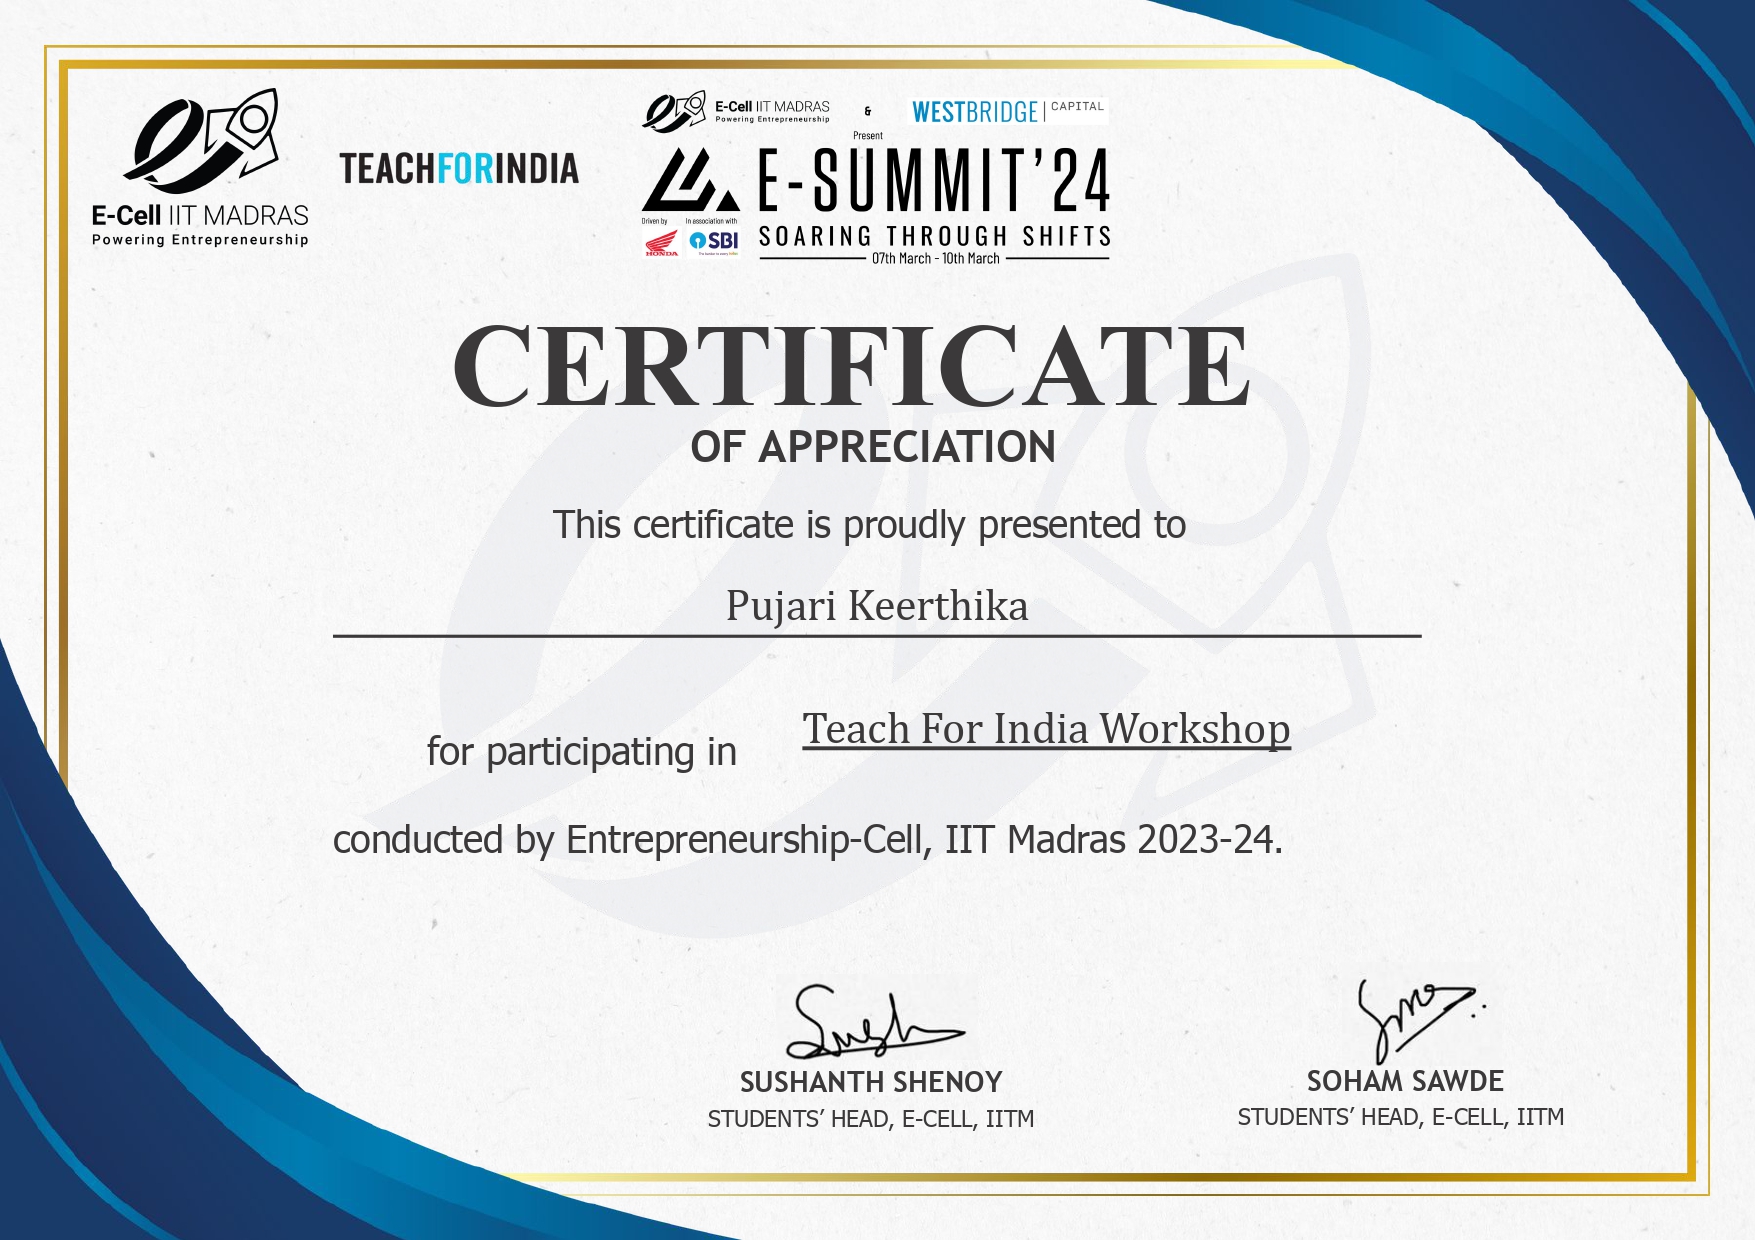 E-Cell IIT MADRAS
Powering Entrepreneurship
TEACHFORINDIA
E-Cell IIT MADRAS
Powering Entrepreneurship
&
WESTBRIDGE | CAPITAL
Present
E-SUMMIT’24
SOARING THROUGH SHIFTS
07th March - 10th March
Driven by
In association with
HONDA
SBI
CERTIFICATE
OF APPRECIATION
This certificate is proudly presented to
Pujari Keerthika
for participating in Teach For India Workshop
conducted by Entrepreneurship-Cell, IIT Madras 2023-24.
SUSHANTH SHENOY
STUDENTS’ HEAD, E-CELL, IITM
SOHAM SAWDE
STUDENTS’ HEAD, E-CELL, IITM